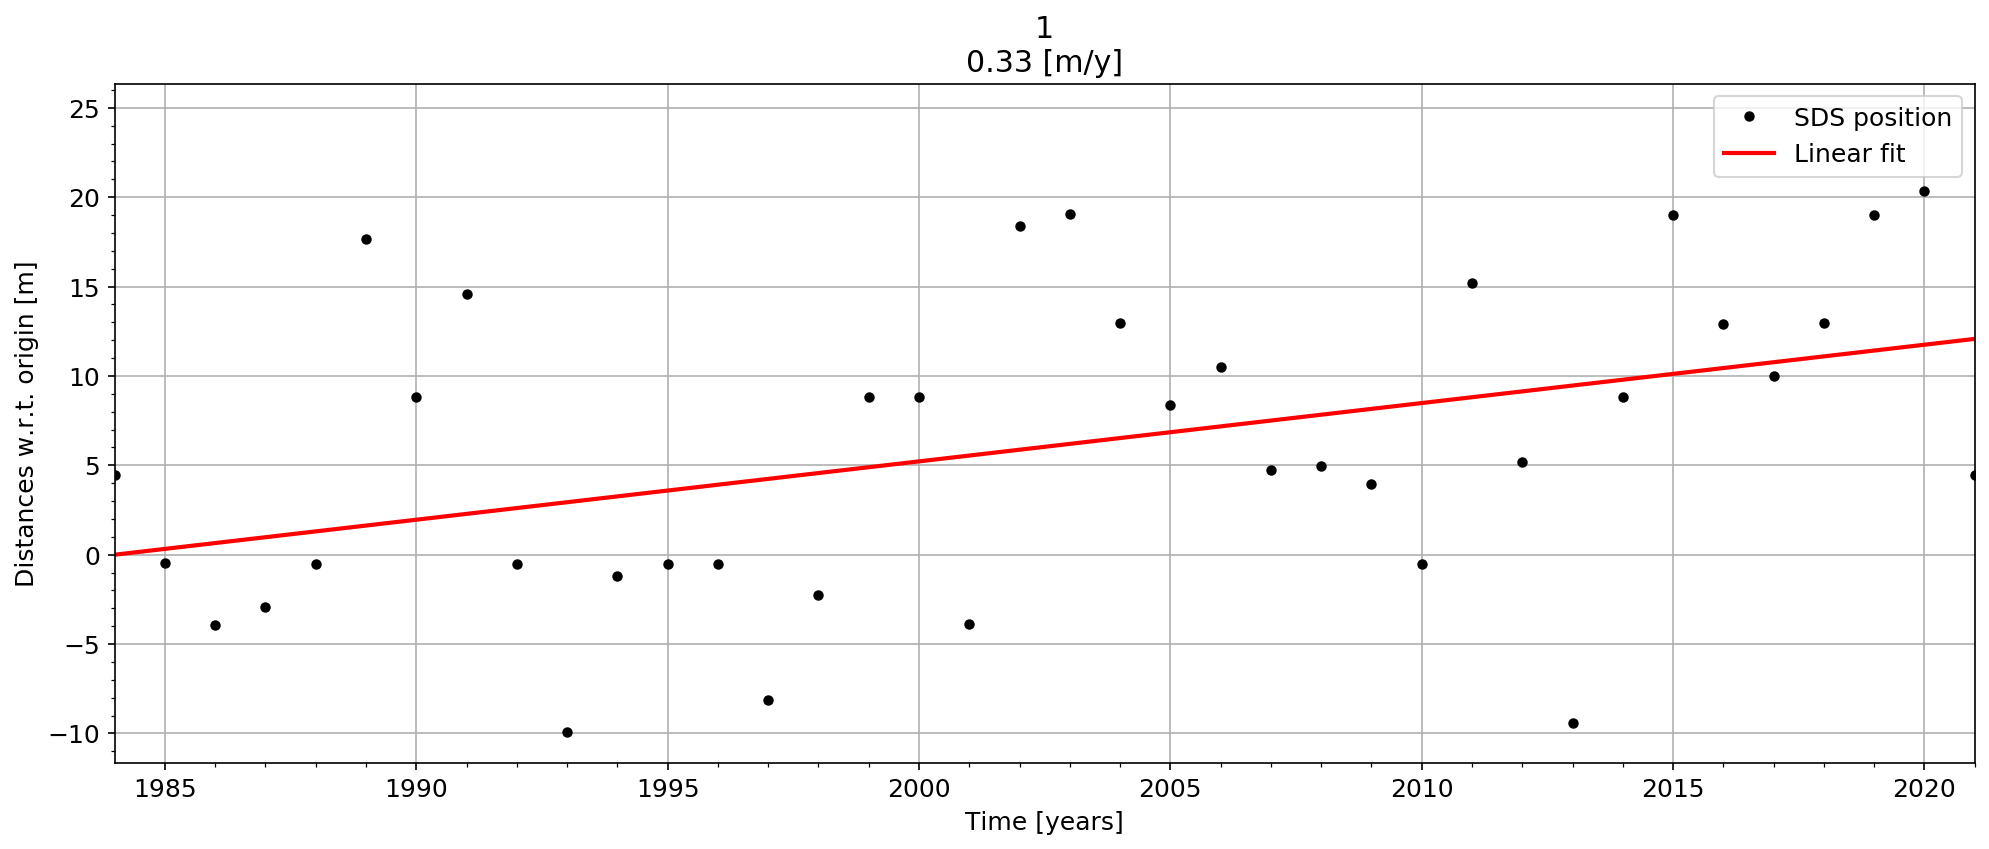 1
0.33 [m/y]
Distances w.r.t. origin [m]
25
20
15
10
5
0
−5
−10
SDS position
Linear fit
1985 1990 1995 2000 2005 2010 2015 2020
Time [years]